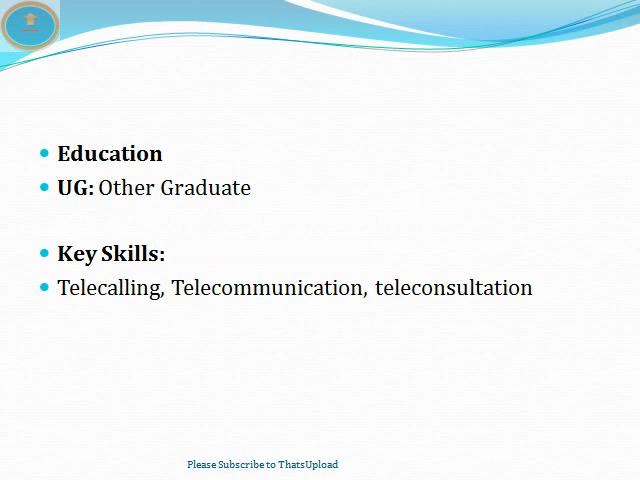 Education
UG: Other Graduate
Key Skills:
Telecalling, Telecommunication, teleconsultation
Please Subscribe to ThatsUpload